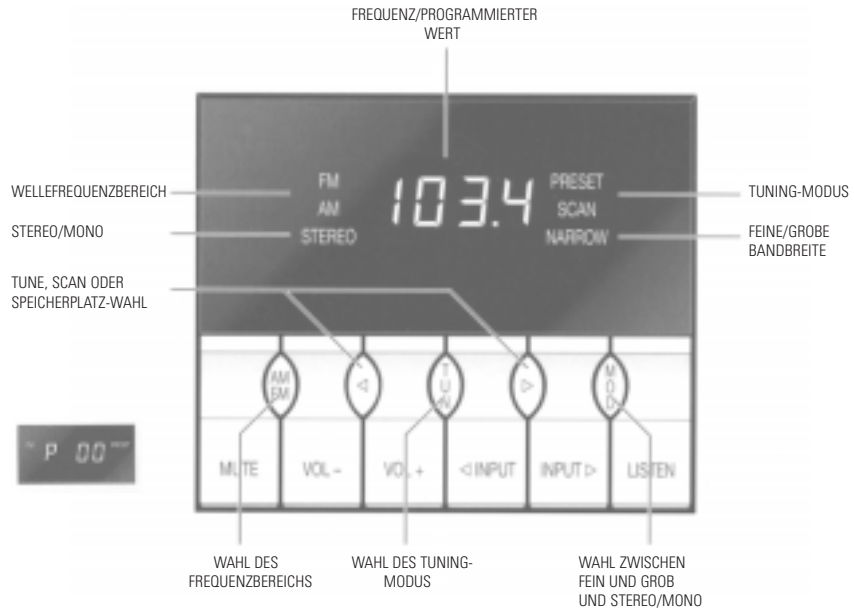 FREQUENZ/PROGRAMMIERTER
WERT
WELLEFREQUENZBEREICH
STEREO/MONO
TUNE, SCAN ODER
SPEICHERPLATZ-WAHL
FM
AM
STEREO
103.4
PRESET
SCAN
NARROW
TUNING-MODUS
FEINE/GROBE
BANDBREITE
AM
FM
◁
TUN
▷
MOD
P 00
MUTE
VOL –
VOL +
◁ INPUT
INPUT ▷
LISTEN
WAHL DES
FREQUENZBEREICHS
WAHL DES TUNING-
MODUS
WAHL ZWISCHEN
FEIN UND GROB
UND STEREO/MONO